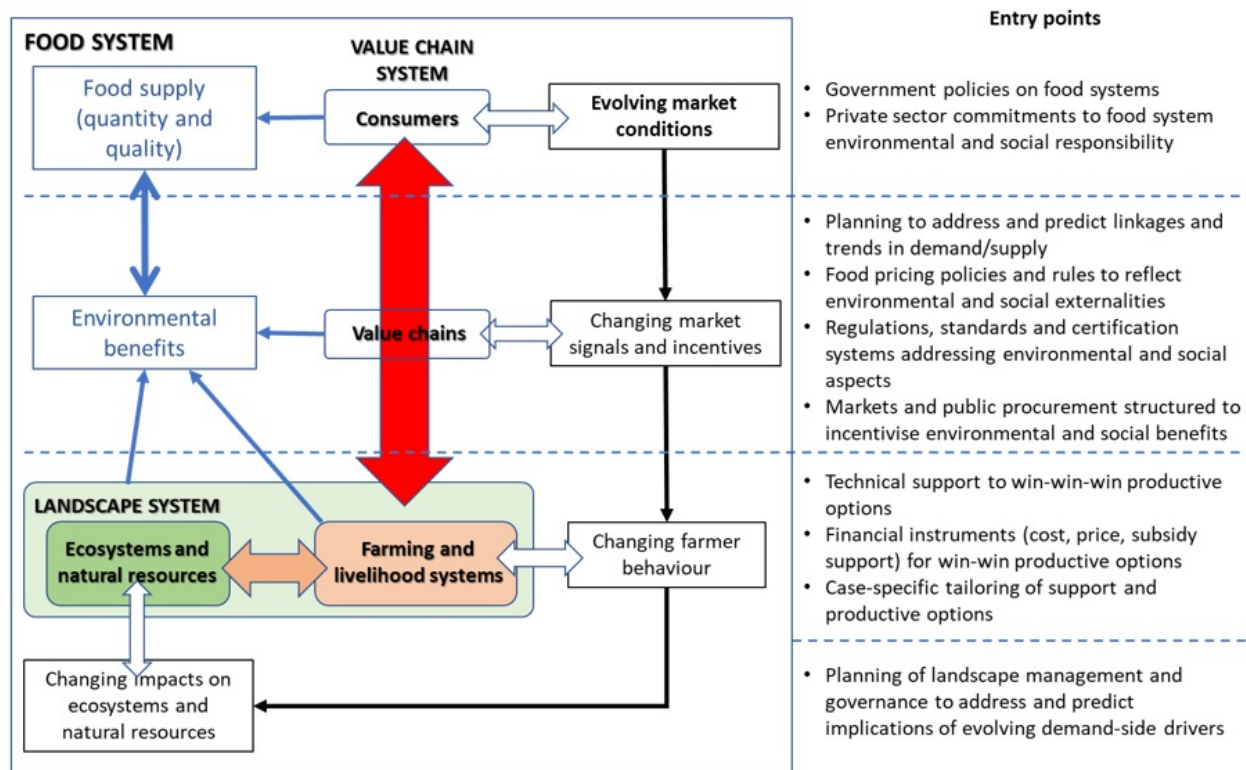 FOOD SYSTEM
Food supply
(quantity and
quality)
VALUE CHAIN
SYSTEM
Consumers
Evolving market
conditions
Environmental
benefits
Value chains
Changing market
signals and incentives
LANDSCAPE SYSTEM
Ecosystems and
natural resources
Farming and
livelihood systems
Changing farmer
behaviour
Changing impacts on
ecosystems and
natural resources
Entry points
• Government policies on food systems
• Private sector commitments to food system
environmental and social responsibility
• Planning to address and predict linkages and
trends in demand/supply
• Food pricing policies and rules to reflect
environmental and social externalities
• Regulations, standards and certification
systems addressing environmental and social
aspects
• Markets and public procurement structured to
incentivise environmental and social benefits
• Technical support to win-win-win productive
options
• Financial instruments (cost, price, subsidy
support) for win-win productive options
• Case-specific tailoring of support and
productive options
• Planning of landscape management and
governance to address and predict
implications of evolving demand-side drivers